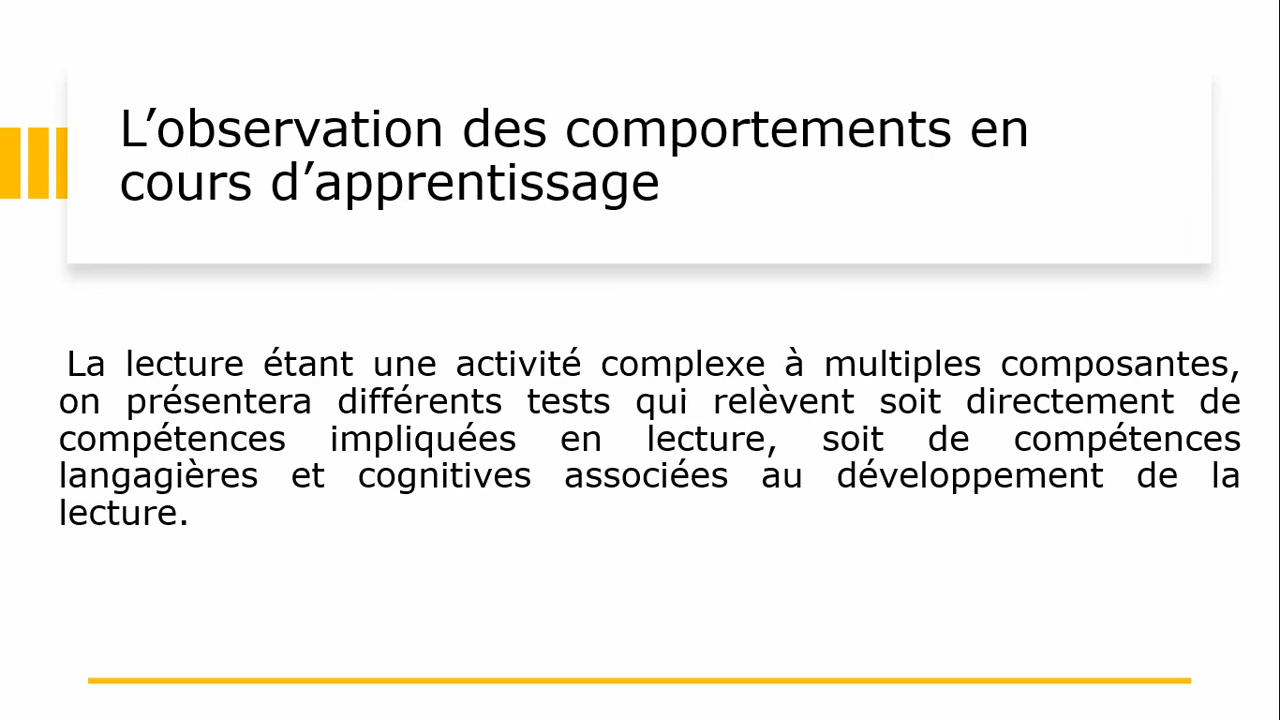 L’observation des comportements en
cours d’apprentissage
La lecture étant une activité complexe à multiples composantes,
on présentera différents tests qui relèvent soit directement de
compétences impliquées en lecture, soit de compétences
langagières et cognitives associées au développement de la
lecture.